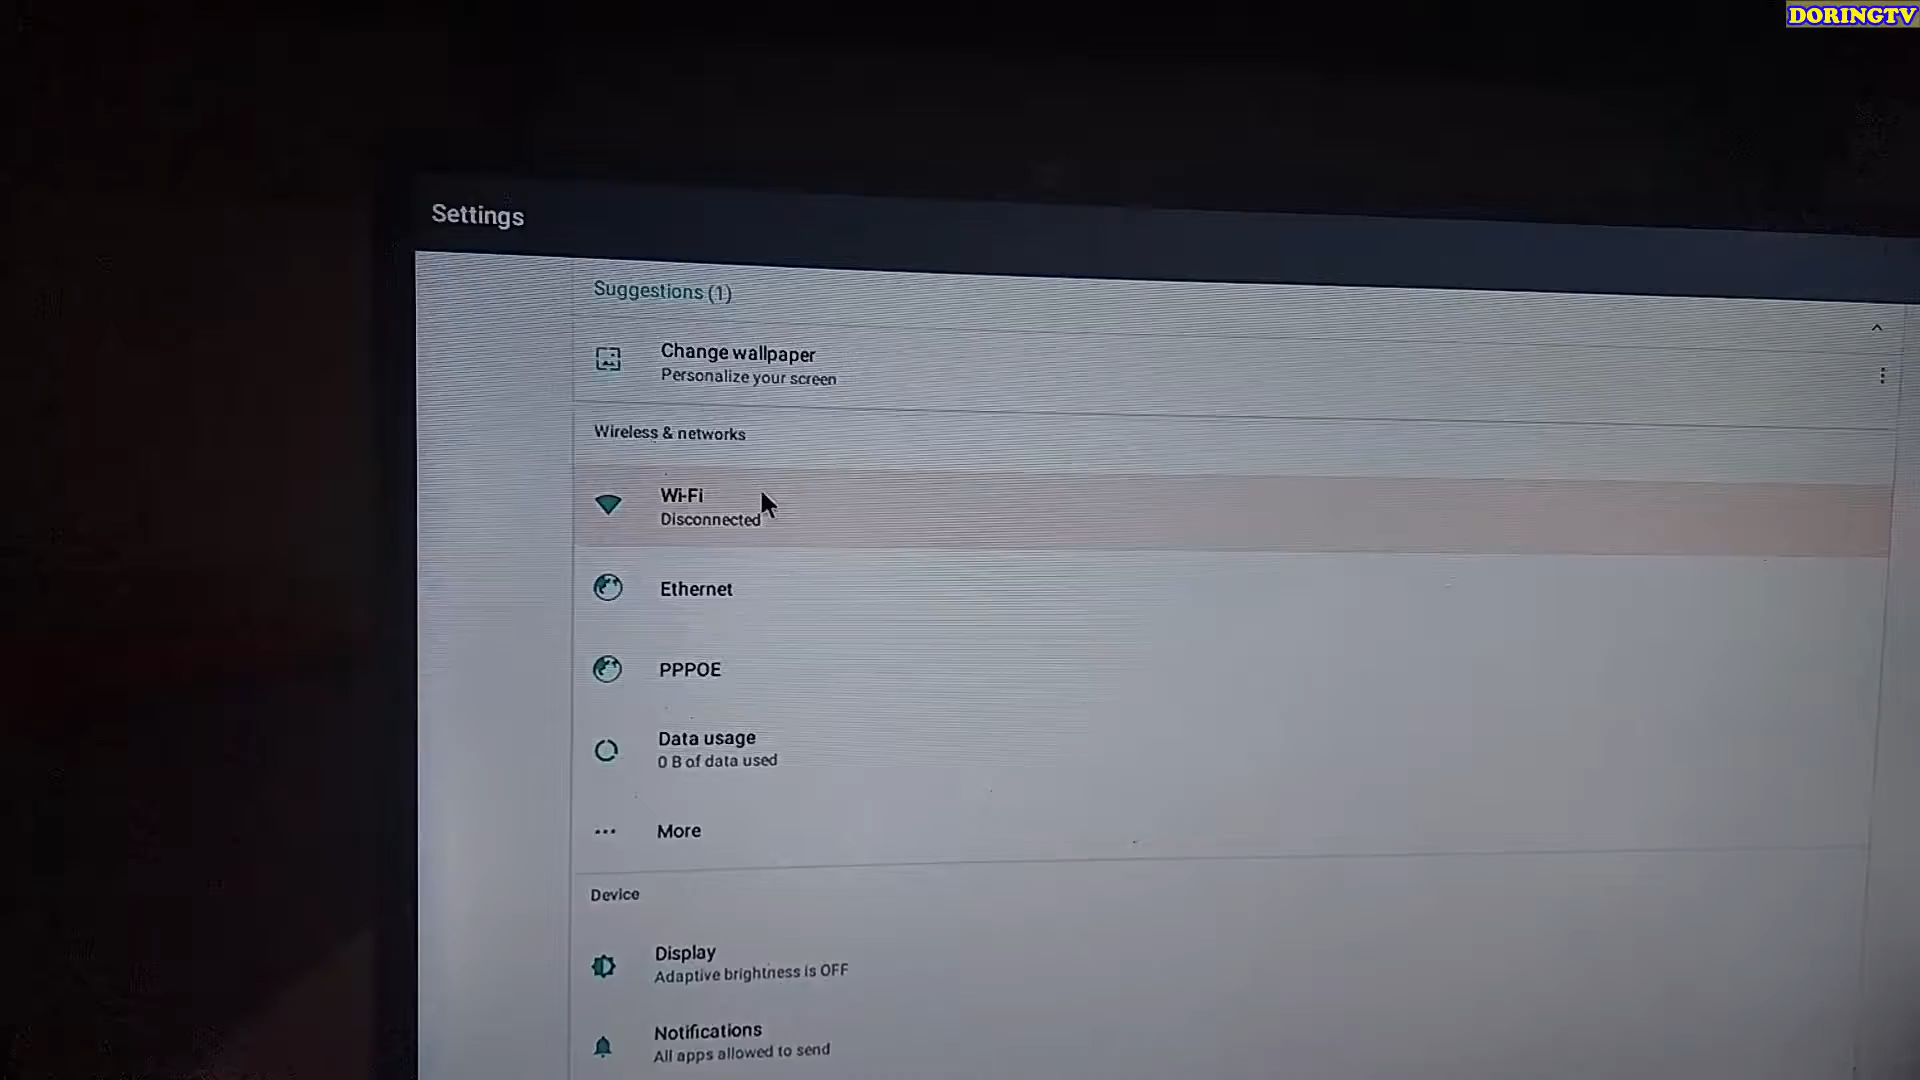 DORINGTV
Settings
Suggestions (1)
Change wallpaper
Personalize your screen
Wireless & networks
Wi-Fi
Disconnected
Ethernet
PPPOE
Data usage
0 B of data used
More
Device
Display
Adaptive brightness is OFF
Notifications
All apps allowed to send